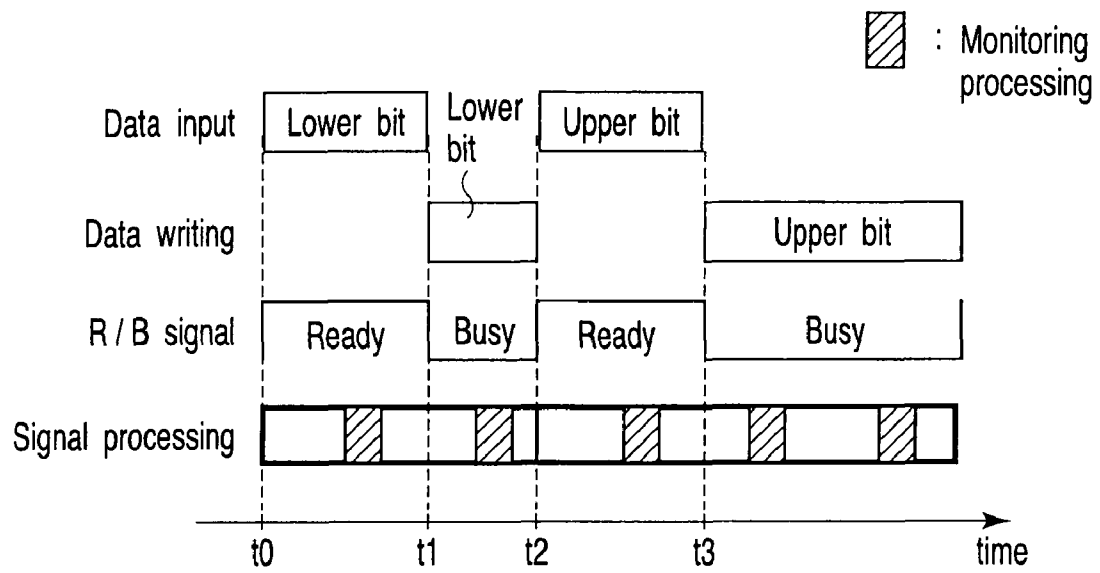 : Monitoring
processing
Data input
Lower bit
Lower
bit
Upper bit
Data writing
Upper bit
R / B signal
Ready
Busy
Ready
Busy
Signal processing
t0
t1
t2
t3
time